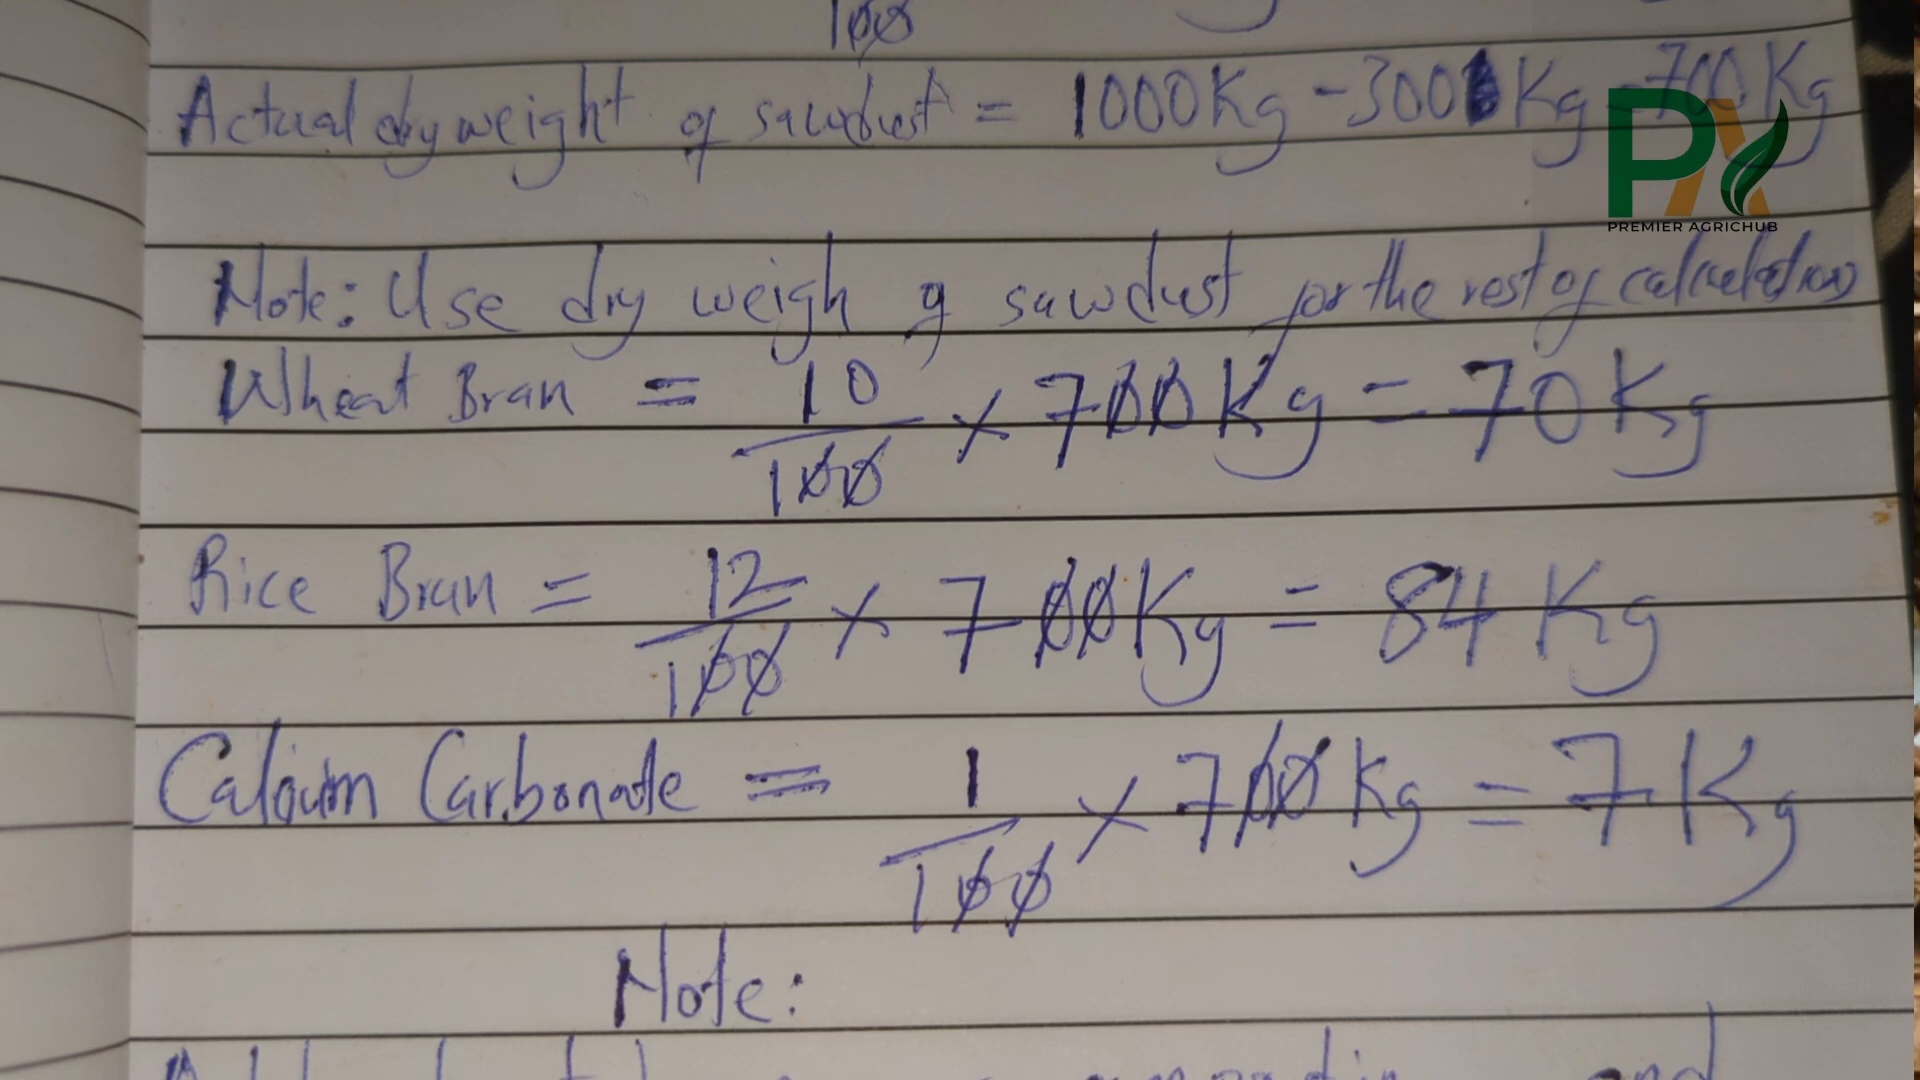 100
Actual dry weight of sawdust = 1000Kg - 300Kg = 700Kg
PREMIER AGRICHUB
Note: Use dry weigh of sawdust for the rest of calculations
Wheat Bran = 10/100 × 700Kg = 70Kg
Rice Bran = 12/100 × 700Kg = 84Kg
Calcium Carbonate = 1/100 × 700Kg = 7Kg
Note:
and